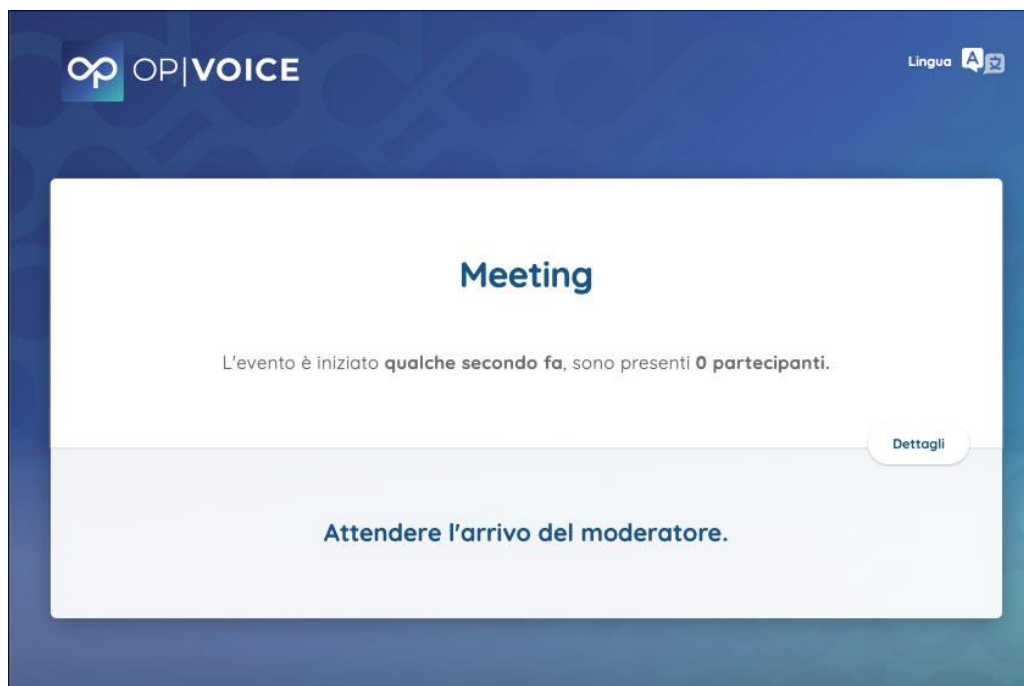 OP|VOICE
Lingua
Meeting
L'evento è iniziato qualche secondo fa, sono presenti 0 partecipanti.
Dettagli
Attendere l'arrivo del moderatore.